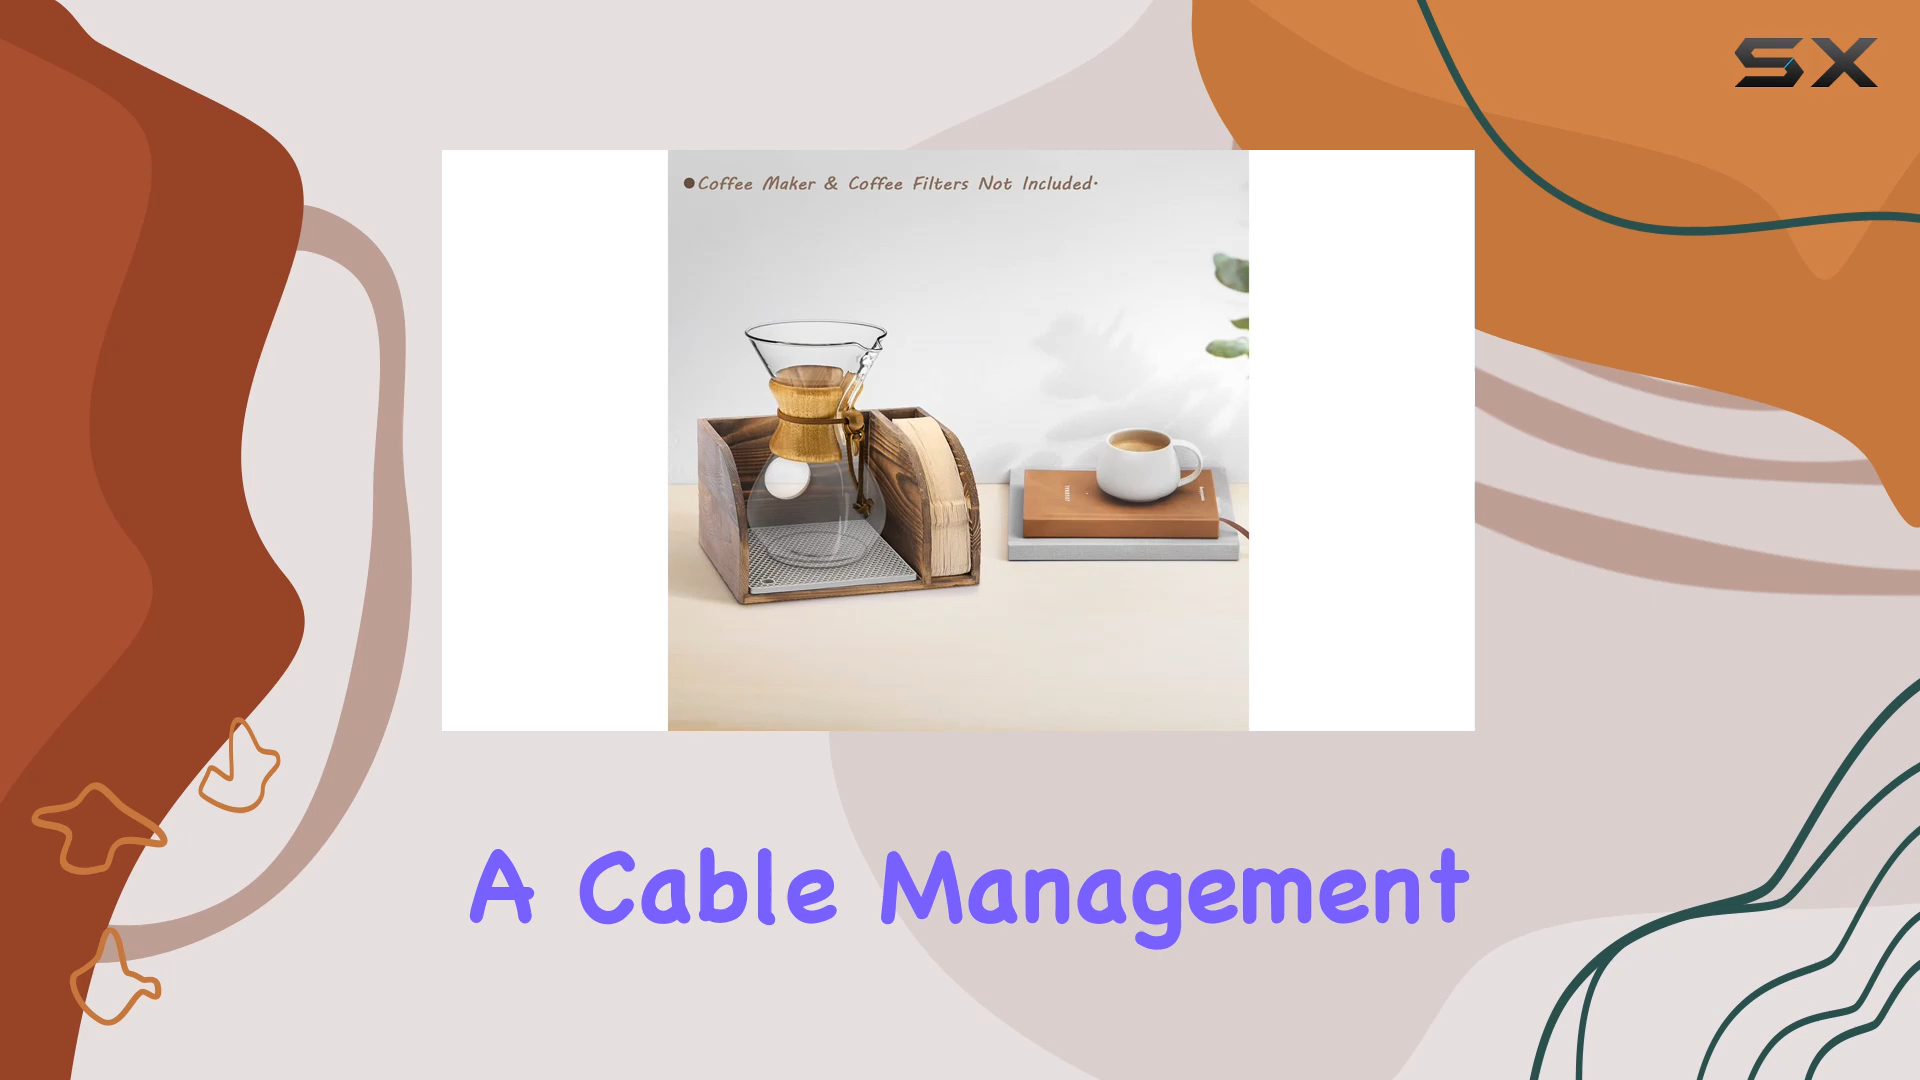 SX
●Coffee Maker & Coffee Filters Not Included·
A Cable Management